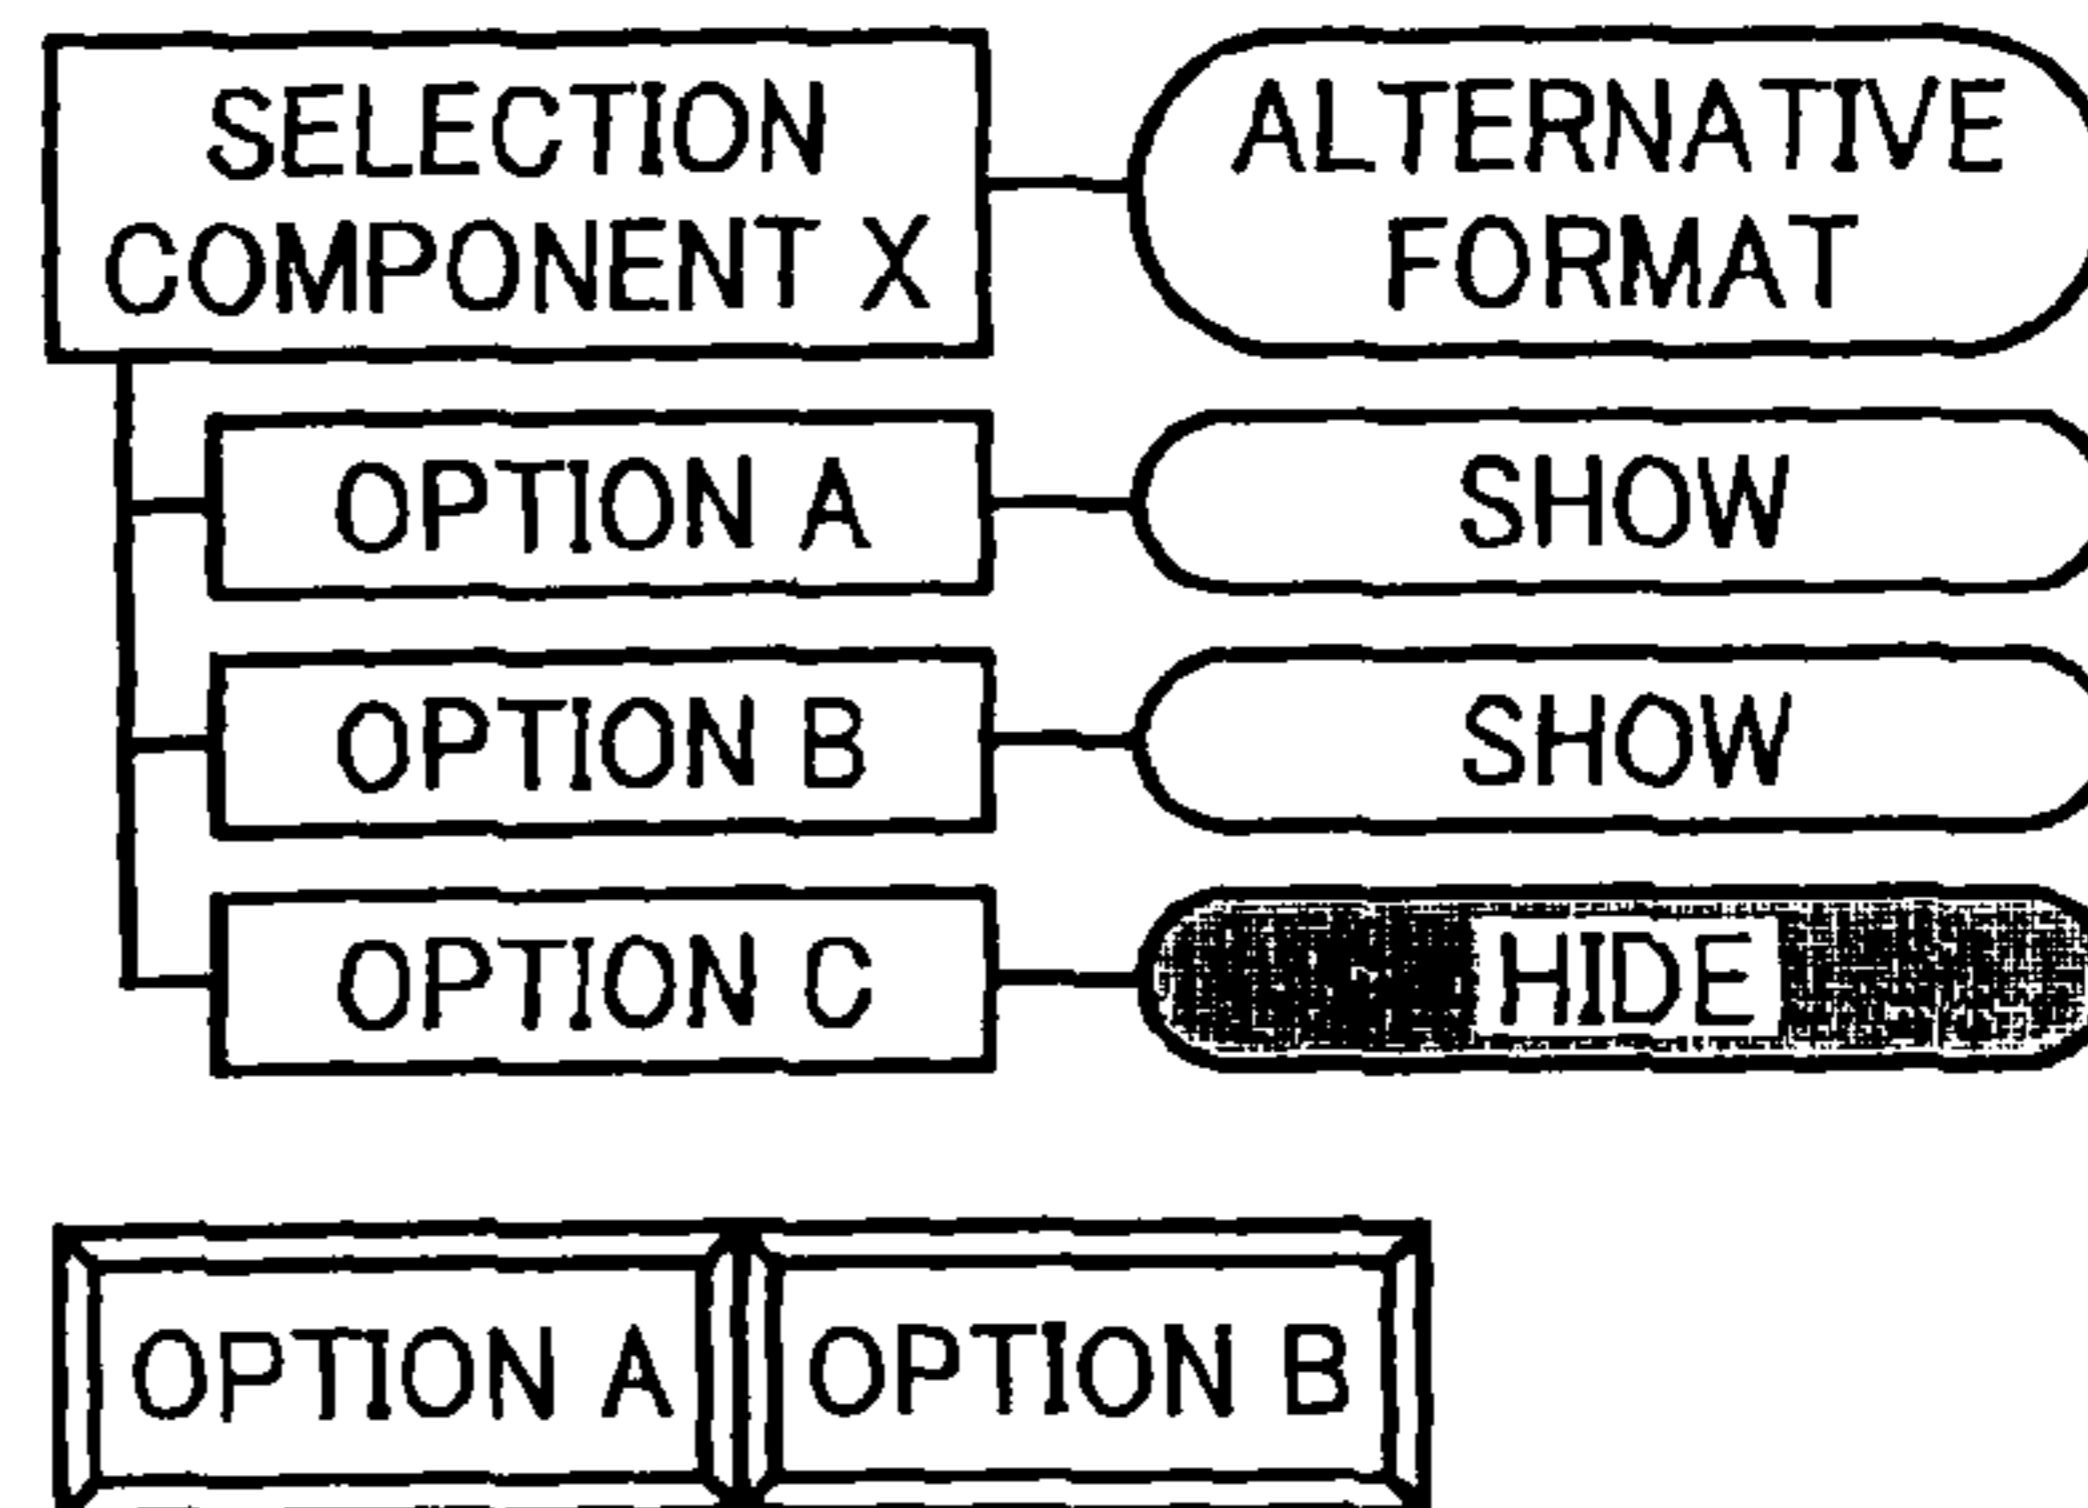 SELECTION
COMPONENT X
ALTERNATIVE
FORMAT
OPTION A
SHOW
OPTION B
SHOW
OPTION C
HIDE
OPTION A
OPTION B